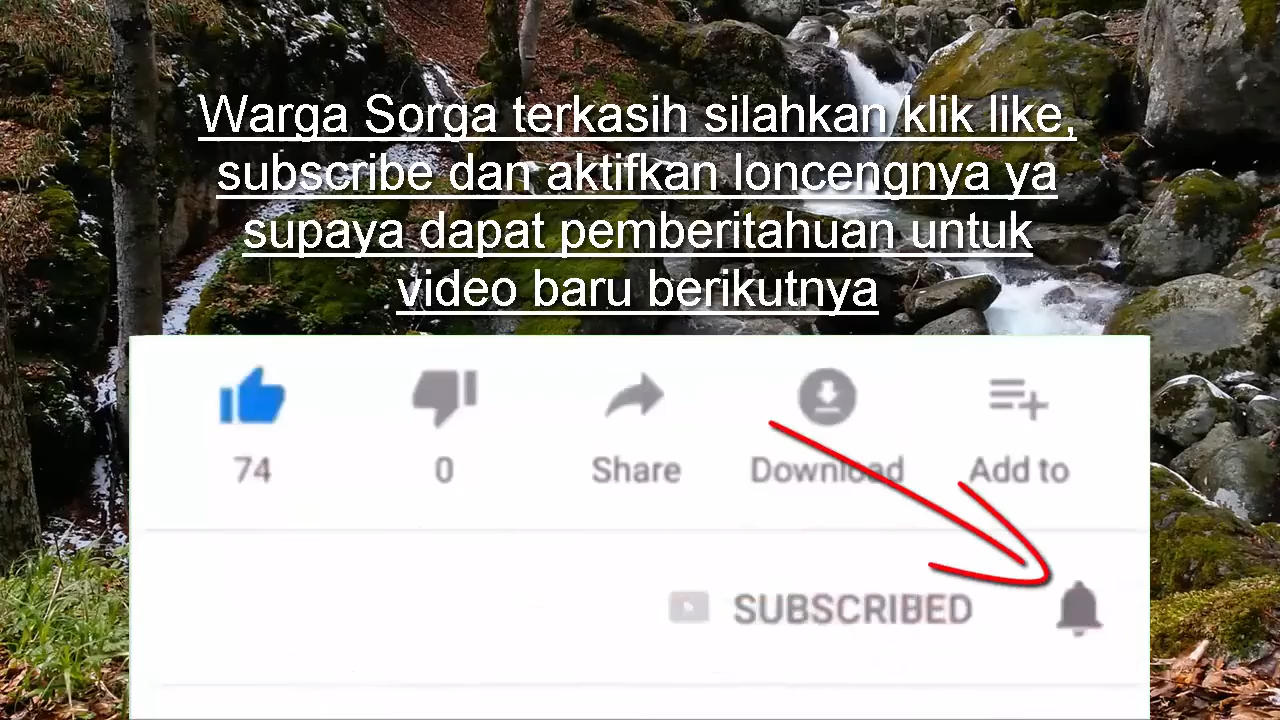 Warga Sorga terkasih silahkan klik like,
subscribe dan aktifkan loncengnya ya
supaya dapat pemberitahuan untuk
video baru berikutnya
74 0 Share Download Add to
SUBSCRIBED